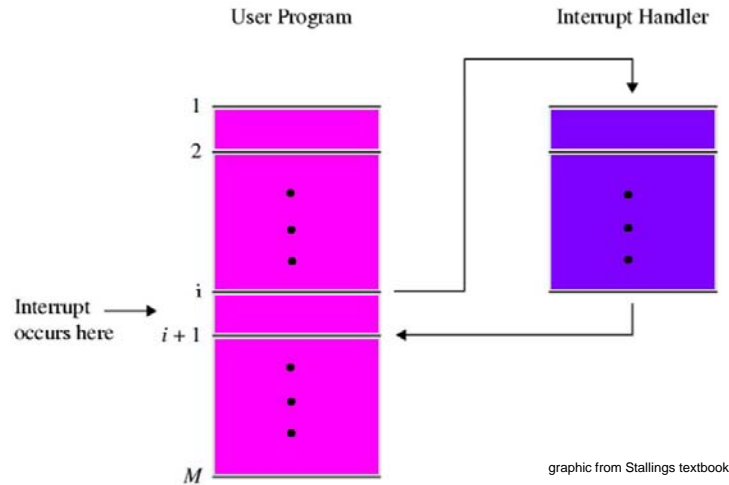 User Program
Interrupt Handler
1
2
i
Interrupt
occurs here
i + 1
M
graphic from Stallings textbook